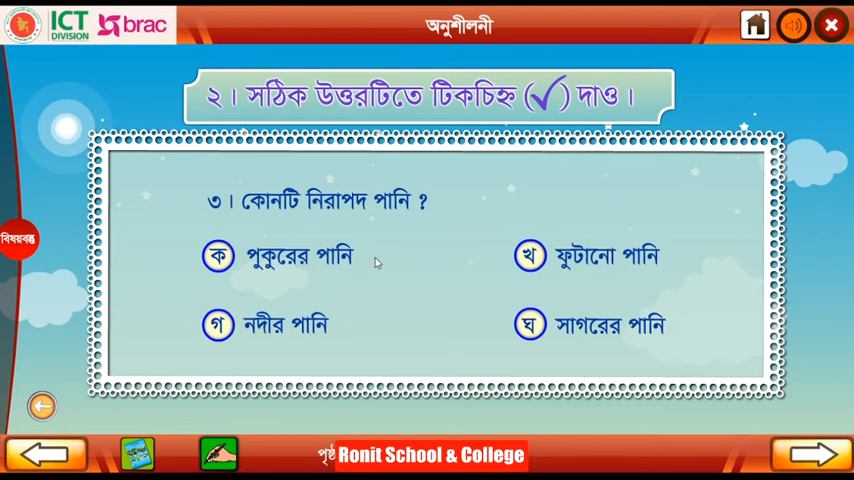 ICT
DIVISION
brac
অনুশীলনী
২। সঠিক উত্তরটিতে টিকচিহ্ন (✓) দাও।
৩। কোনটি নিরাপদ পানি ?
ক পুকুরের পানি
খ ফুটানো পানি
গ নদীর পানি
ঘ সাগরের পানি
বিষয়বস্তু
Ronit School & College